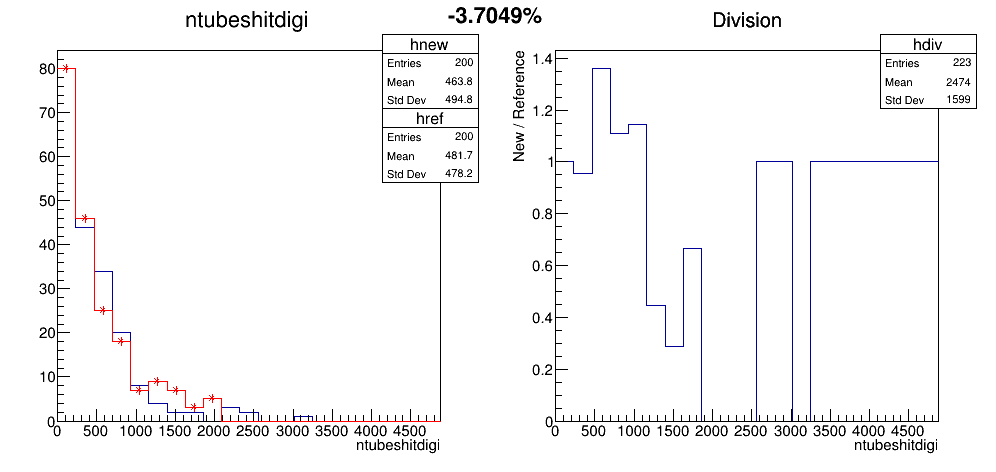 -3.7049%
ntubeshitdigi
hnew
Entries 200
Mean 463.8
Std Dev 494.8
href
Entries 200
Mean 481.7
Std Dev 478.2
80
70
60
50
40
30
20
10
0
0 500 1000 1500 2000 2500 3000 3500 4000 4500
ntubeshitdigi
Division
hdiv
Entries 223
Mean 2474
Std Dev 1599
New / Reference
1.4
1.2
1
0.8
0.6
0.4
0.2
0
0 500 1000 1500 2000 2500 3000 3500 4000 4500
ntubeshitdigi